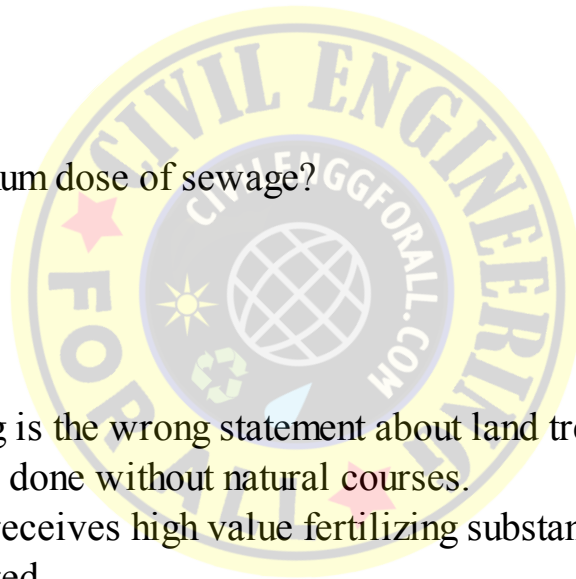 CIVIL ENGINEERING
CIVILENGGFORALL.COM
um dose of sewage?
FOR ALL
g is the wrong statement about land tre
done without natural courses.
receives high value fertilizing substan